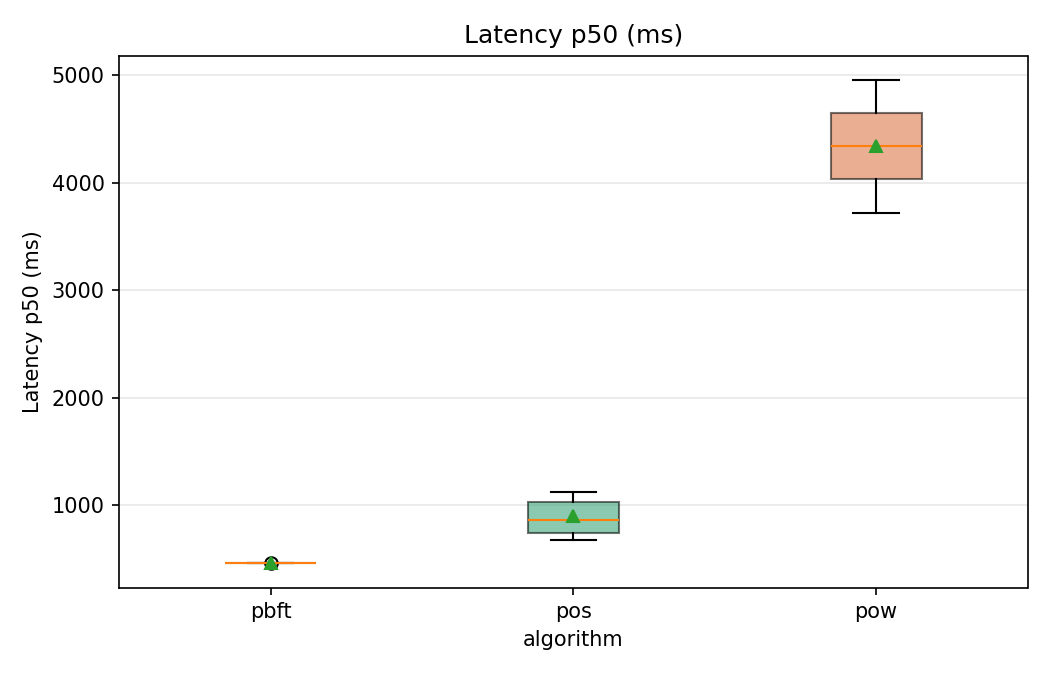 Latency p50 (ms)
Latency p50 (ms)
5000
4000
3000
2000
1000
pbft
pos
pow
algorithm